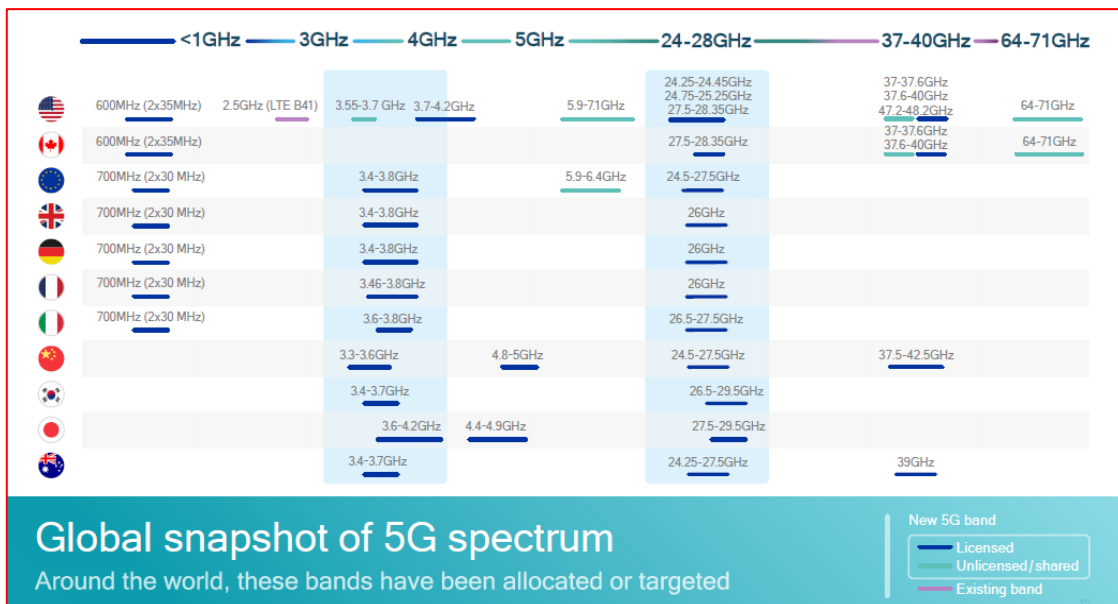 <1GHz 3GHz 4GHz 5GHz 24-28GHz 37-40GHz 64-71GHz
24.25-24.45GHz 37-37.6GHz
24.75-25.25GHz 37.6-40GHz
600MHz (2x35MHz) 2.5GHz (LTE B41) 3.55-3.7 GHz 3.7-4.2GHz 5.9-7.1GHz 27.5-28.35GHz 47.2-48.2GHz 64-71GHz
37-37.6GHz
600MHz (2x35MHz) 27.5-28.35GHz 37.6-40GHz 64-71GHz
700MHz (2x30 MHz) 3.4-3.8GHz 5.9-6.4GHz 24.5-27.5GHz
700MHz (2x30 MHz) 3.4-3.8GHz 26GHz
700MHz (2x30 MHz) 3.4-3.8GHz 26GHz
700MHz (2x30 MHz) 3.46-3.8GHz 26GHz
700MHz (2x30 MHz) 3.6-3.8GHz 26.5-27.5GHz
3.3-3.6GHz 4.8-5GHz 24.5-27.5GHz 37.5-42.5GHz
3.4-3.7GHz 26.5-29.5GHz
3.6-4.2GHz 4.4-4.9GHz 27.5-29.5GHz
3.4-3.7GHz 24.25-27.5GHz 39GHz
Global snapshot of 5G spectrum
Around the world, these bands have been allocated or targeted
New 5G band
Licensed
Unlicensed/shared
Existing band